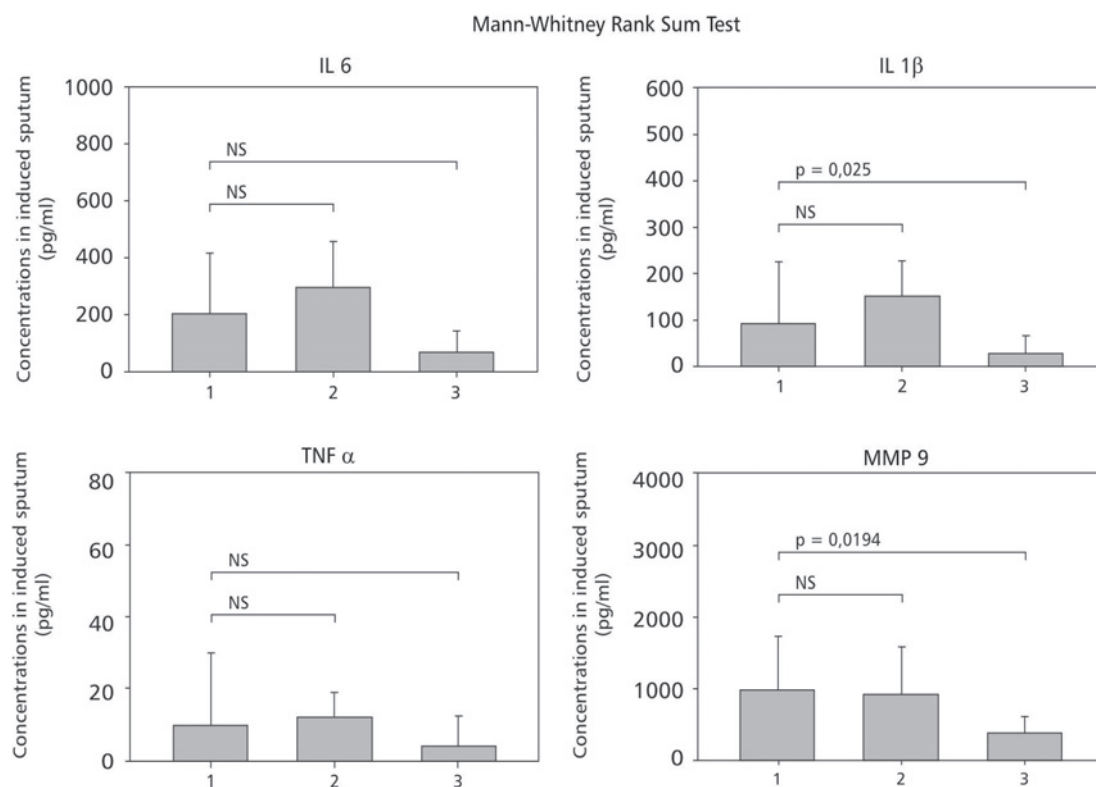 Mann-Whitney Rank Sum Test
IL 6
Concentrations in induced sputum
(pg/ml)
1000
800
600
400
200
0
NS
NS
1 2 3
IL 1β
Concentrations in induced sputum
(pg/ml)
600
500
400
300
200
100
0
p = 0,025
NS
1 2 3
TNF α
Concentrations in induced sputum
(pg/ml)
80
60
40
20
0
NS
NS
1 2 3
MMP 9
Concentrations in induced sputum
(pg/ml)
4000
3000
2000
1000
0
p = 0,0194
NS
1 2 3